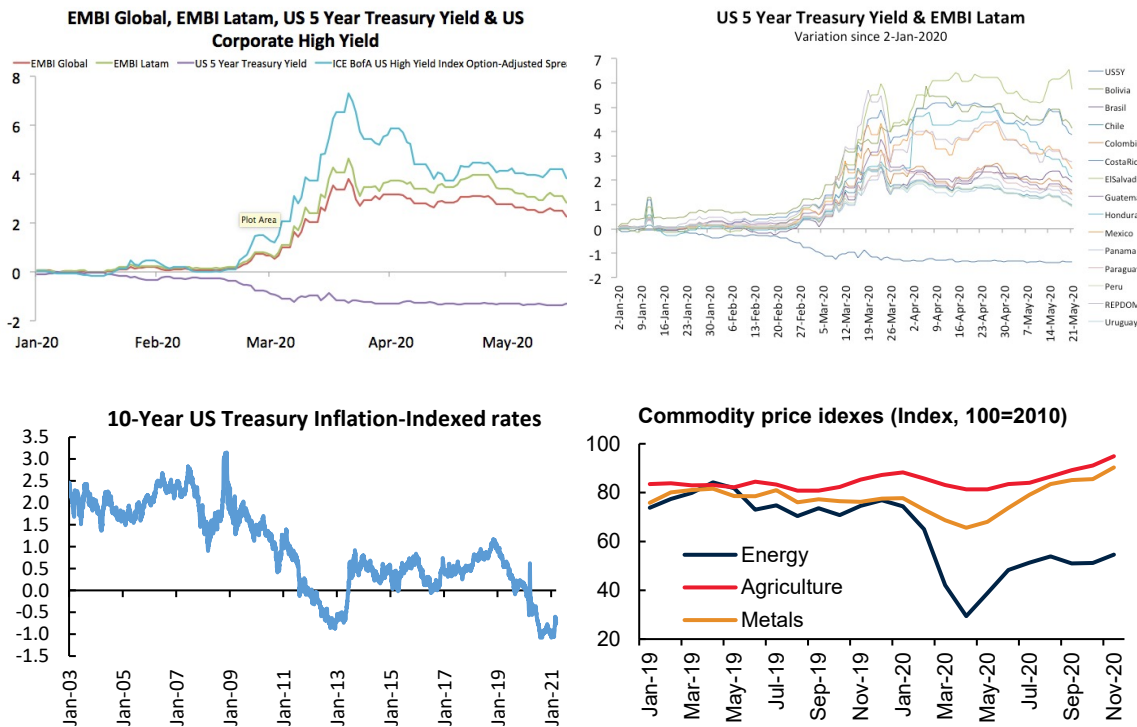 EMBI Global, EMBI Latam, US 5 Year Treasury Yield & US
Corporate High Yield
EMBI Global EMBI Latam US 5 Year Treasury Yield ICE BofA US High Yield Index Option-Adjusted Sprea
8
6
4
2
0
-2
Plot Area
Jan-20 Feb-20 Mar-20 Apr-20 May-20
US 5 Year Treasury Yield & EMBI Latam
Variation since 2-Jan-2020
7
6
5
4
3
2
1
0
-1
-2
2-Jan-20
9-Jan-20
16-Jan-20
23-Jan-20
30-Jan-20
6-Feb-20
13-Feb-20
20-Feb-20
27-Feb-20
5-Mar-20
12-Mar-20
19-Mar-20
26-Mar-20
2-Apr-20
9-Apr-20
16-Apr-20
23-Apr-20
30-Apr-20
7-May-20
14-May-20
21-May-20
US5Y
Bolivia
Brasil
Chile
Colombi
CostaRic
ElSalvad
Guatema
Hondura
Mexico
Panama
Paragua
Peru
REPDOM
Uruguay
10-Year US Treasury Inflation-Indexed rates
3.5
3.0
2.5
2.0
1.5
1.0
0.5
0.0
-0.5
-1.0
-1.5
Jan-03
Jan-05
Jan-07
Jan-09
Jan-11
Jan-13
Jan-15
Jan-17
Jan-19
Jan-21
Commodity price idexes (Index, 100=2010)
100
80
60
40
20
Energy
Agriculture
Metals
Jan-19
Mar-19
May-19
Jul-19
Sep-19
Nov-19
Jan-20
Mar-20
May-20
Jul-20
Sep-20
Nov-20